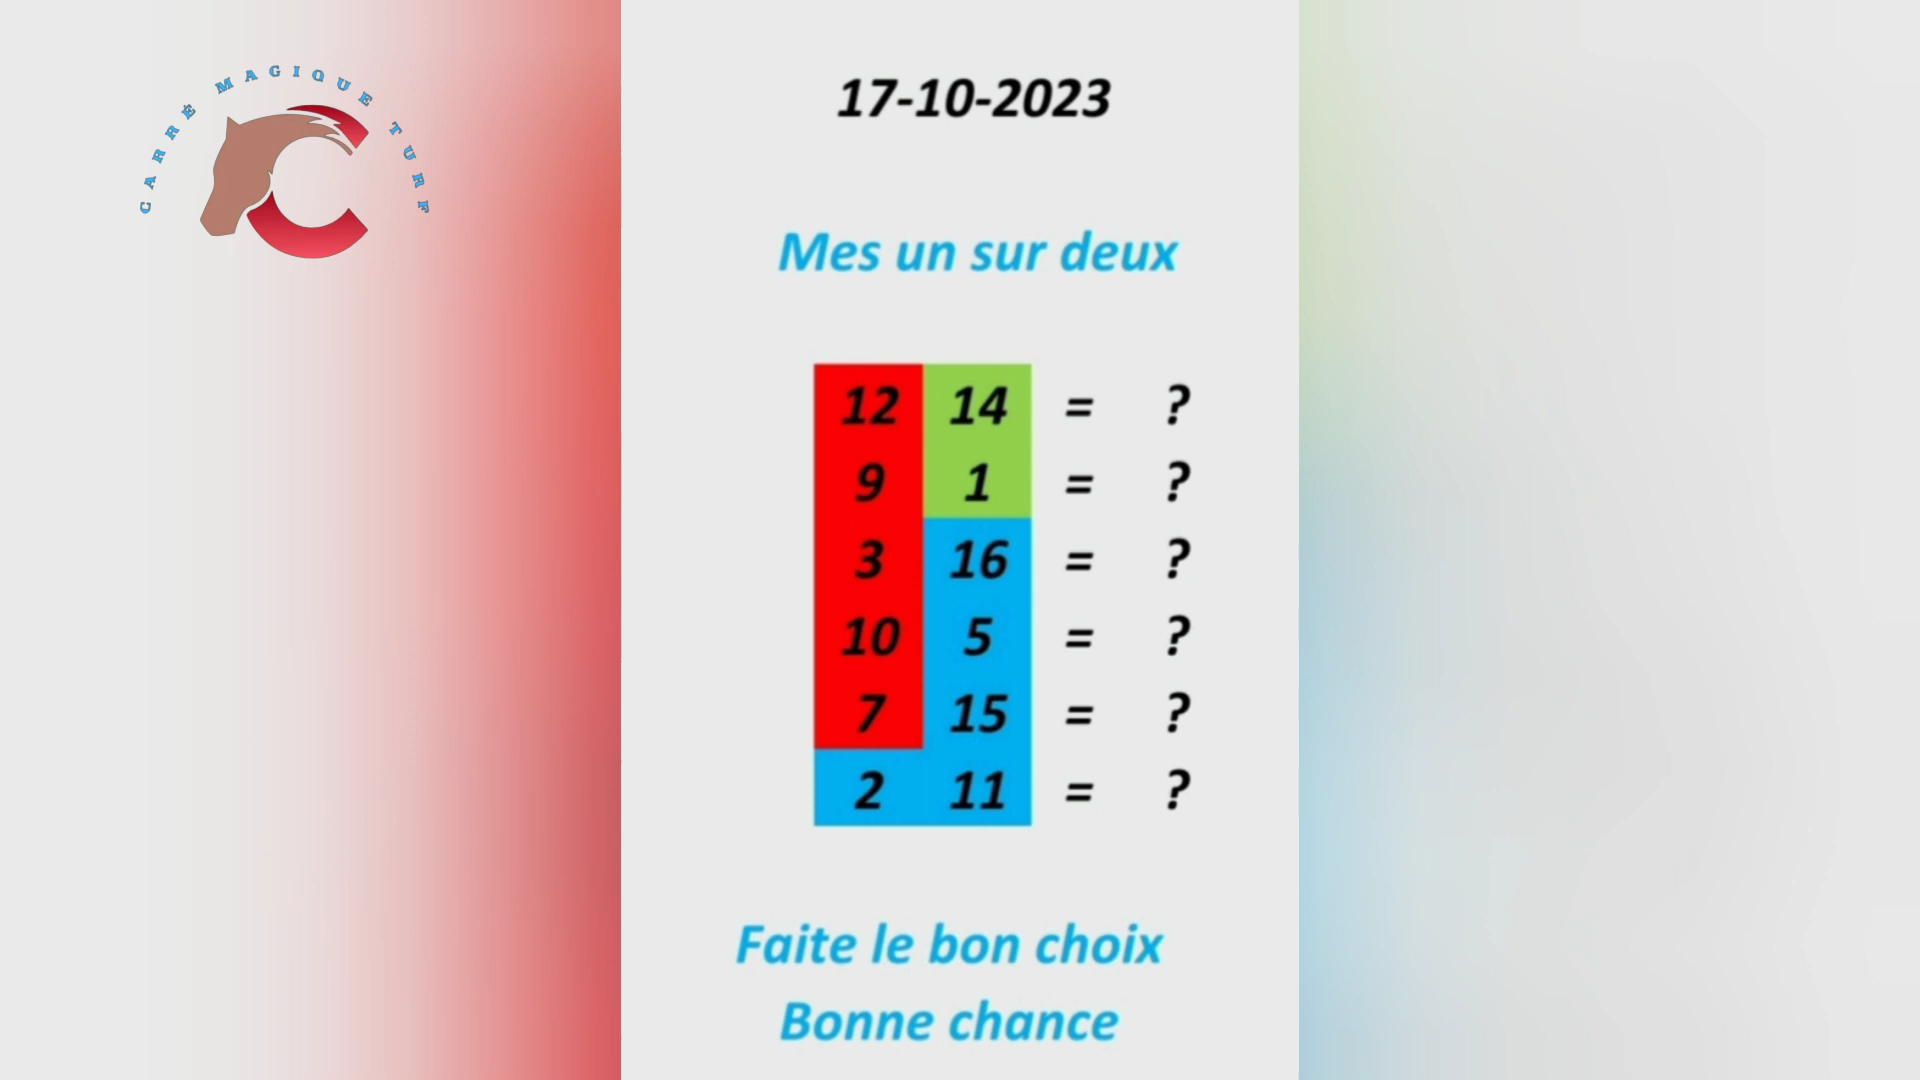 CARRÉ MAGIQUE TURF
17-10-2023
Mes un sur deux
12 14 = ?
9 1 = ?
3 16 = ?
10 5 = ?
7 15 = ?
2 11 = ?
Faite le bon choix
Bonne chance